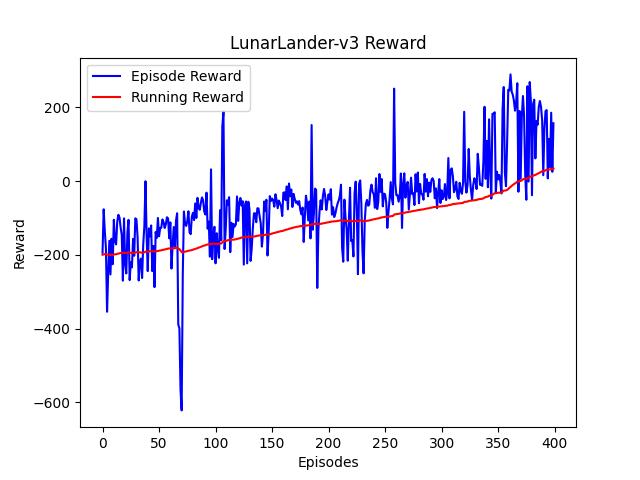 LunarLander-v3 Reward
Episode Reward
Running Reward
200
0
−200
−400
−600
Reward
0 50 100 150 200 250 300 350 400
Episodes